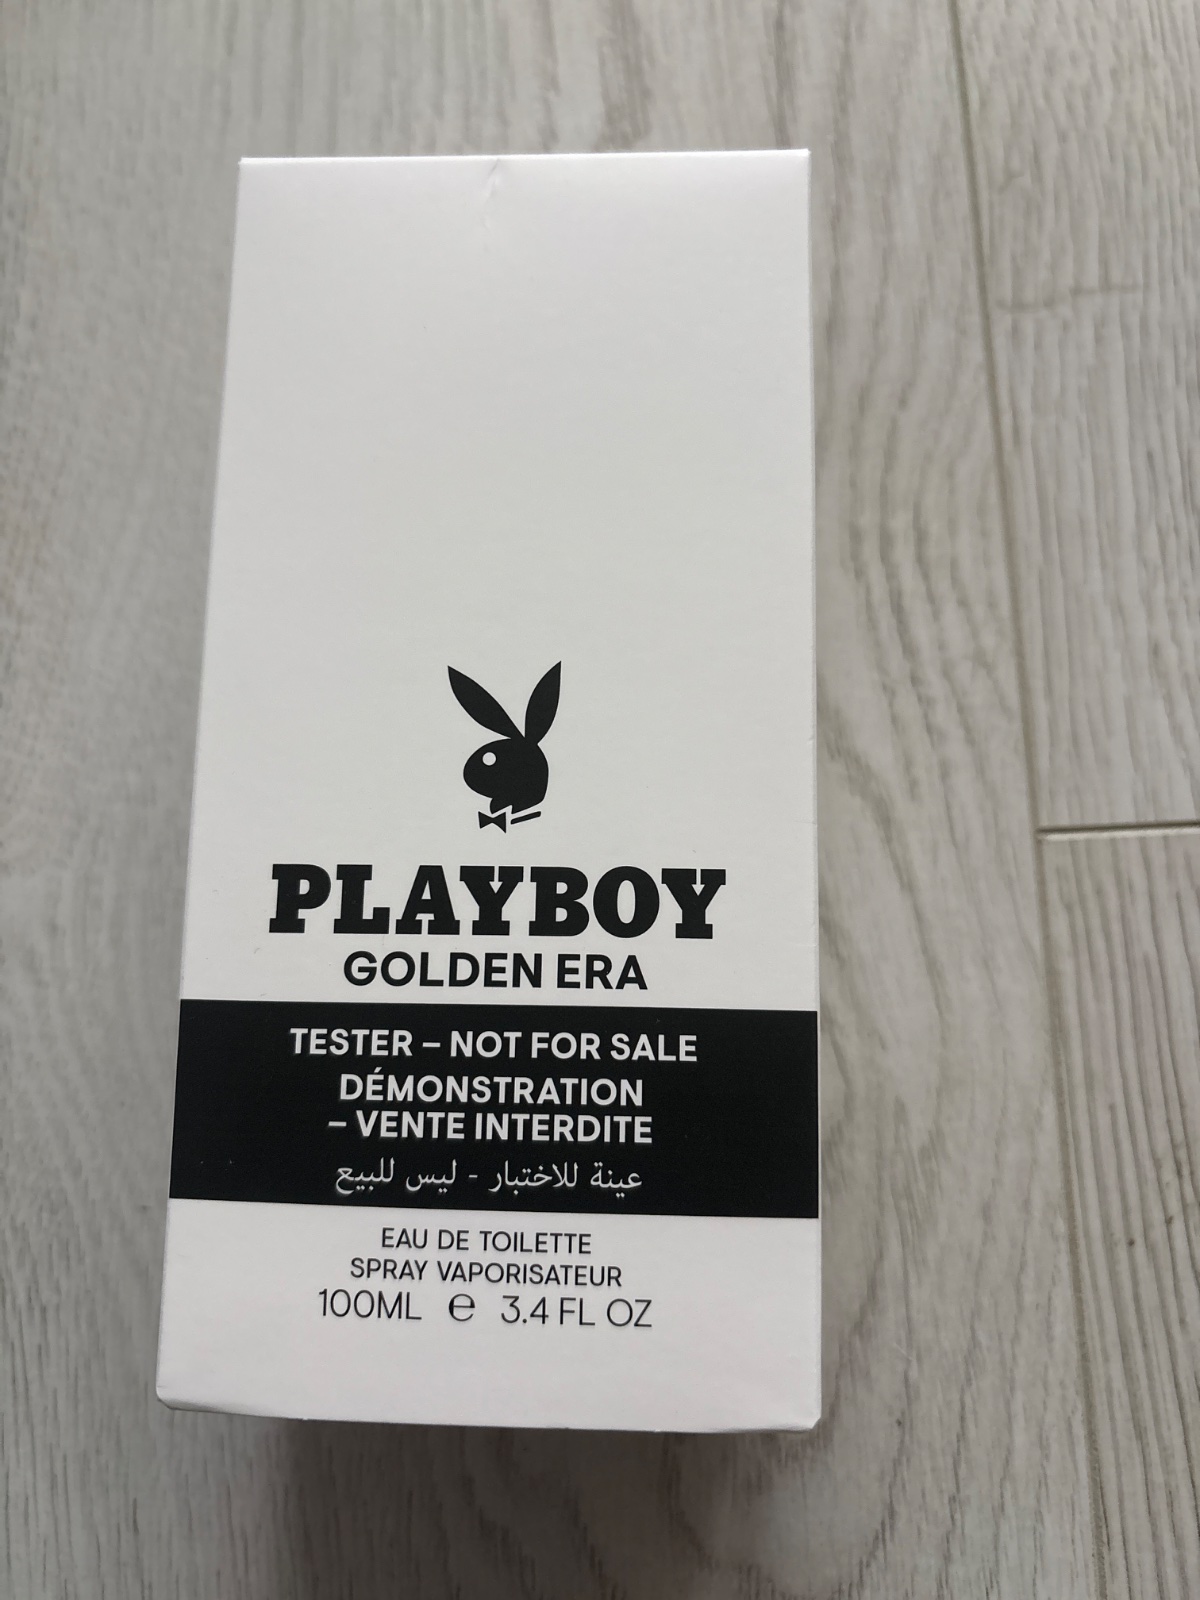 PLAYBOY
GOLDEN ERA
TESTER – NOT FOR SALE
DÉMONSTRATION
– VENTE INTERDITE
عينة للاختبار - ليس للبيع
EAU DE TOILETTE
SPRAY VAPORISATEUR
100ML ℮ 3.4 FL OZ